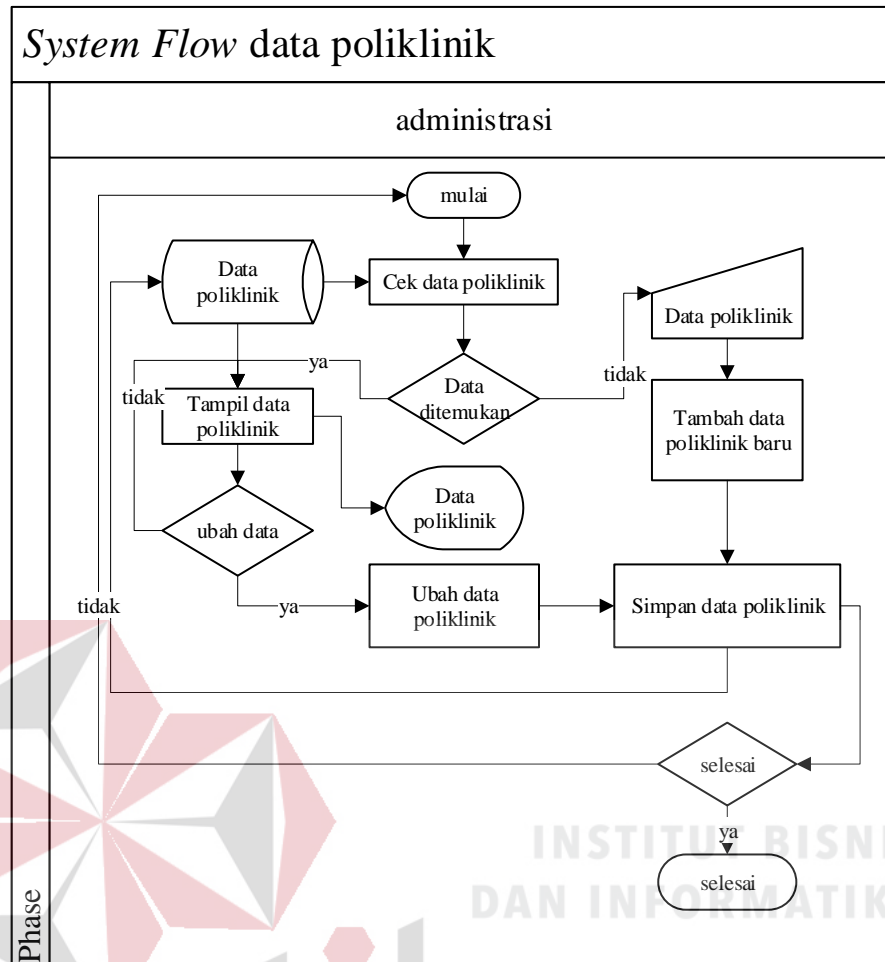 System Flow data poliklinik
administrasi
mulai
Data
poliklinik
Cek data poliklinik
Data poliklinik
ya
tidak
Tampil data
poliklinik
Data
ditemukan
tidak
Tambah data
poliklinik baru
ubah data
Data
poliklinik
tidak
ya
Ubah data
poliklinik
Simpan data poliklinik
selesai
ya
selesai
INSTITUT BISNI
DAN INFORMATIK
Phase